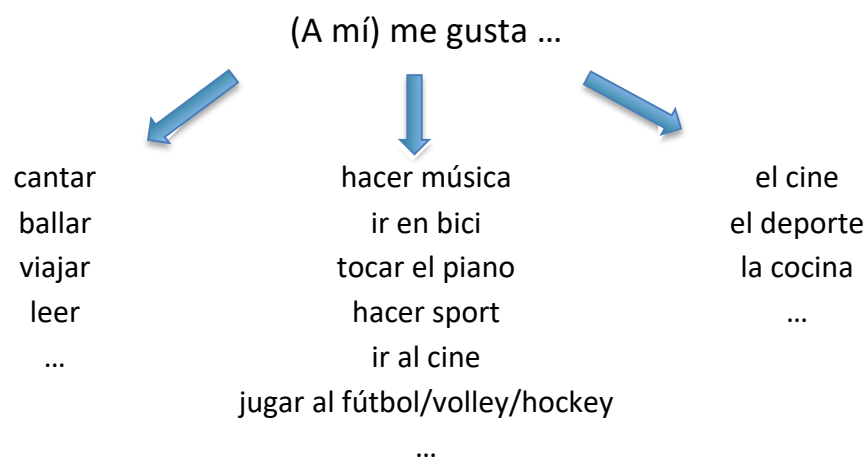 (A mí) me gusta …
cantar
ballar
viajar
leer
…
hacer música
ir en bici
tocar el piano
hacer sport
ir al cine
jugar al fútbol/volley/hockey
…
el cine
el deporte
la cocina
…